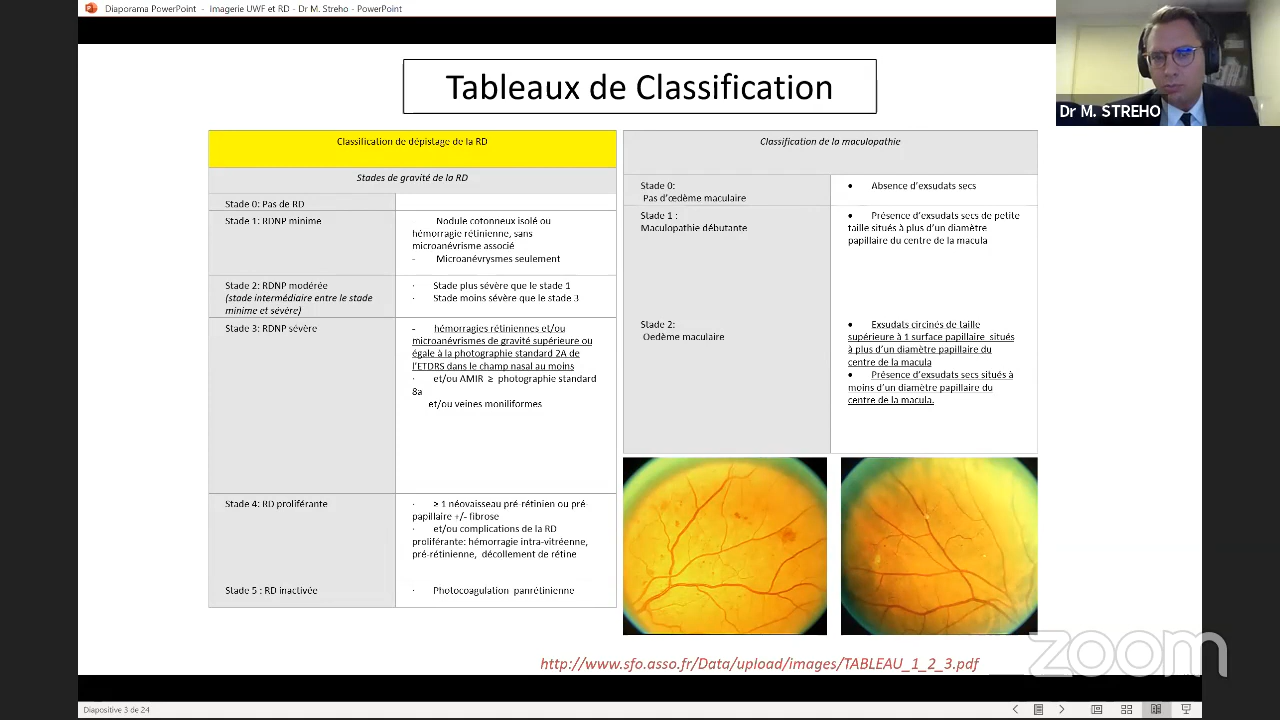 Diaporama PowerPoint - Imagerie UWF et RD - Dr M. Streho - PowerPoint
Dr M. STREHO
Tableaux de Classification
Classification de dépistage de la RD
Stades de gravité de la RD
Stade 0: Pas de RD
Stade 1: RDNP minime
Nodule cotonneux isolé ou
hémorragie rétinienne, sans
microanévrisme associé
- Microanévrysmes seulement
Stade 2: RDNP modérée
(stade intermédiaire entre le stade
minime et sévère)
· Stade plus sévère que le stade 1
· Stade moins sévère que le stade 3
Stade 3: RDNP sévère
- hémorragies rétiniennes et/ou
microanévrismes de gravité supérieure ou
égale à la photographie standard 2A de
l'ETDRS dans le champ nasal au moins
· et/ou AMIR ≥ photographie standard
8a
et/ou veines moniliformes
Stade 4: RD proliférante
· ≥ 1 néovaisseau pré-rétinien ou pré-
papillaire +/- fibrose
· et/ou complications de la RD
proliférante: hémorragie intra-vitréenne,
pré-rétinienne, décollement de rétine
Stade 5 : RD inactivée
· Photocoagulation panrétinienne
Classification de la maculopathie
Stade 0:
Pas d'œdème maculaire
• Absence d'exsudats secs
Stade 1 :
Maculopathie débutante
• Présence d'exsudats secs de petite
taille situés à plus d'un diamètre
papillaire du centre de la macula
Stade 2:
Oedème maculaire
• Exsudats circinés de taille
supérieure à 1 surface papillaire situés
à plus d'un diamètre papillaire du
centre de la macula
• Présence d'exsudats secs situés à
moins d'un diamètre papillaire du
centre de la macula.
http://www.sfo.asso.fr/Data/upload/images/TABLEAU_1_2_3.pdf
zoom
Diapositive 3 de 24